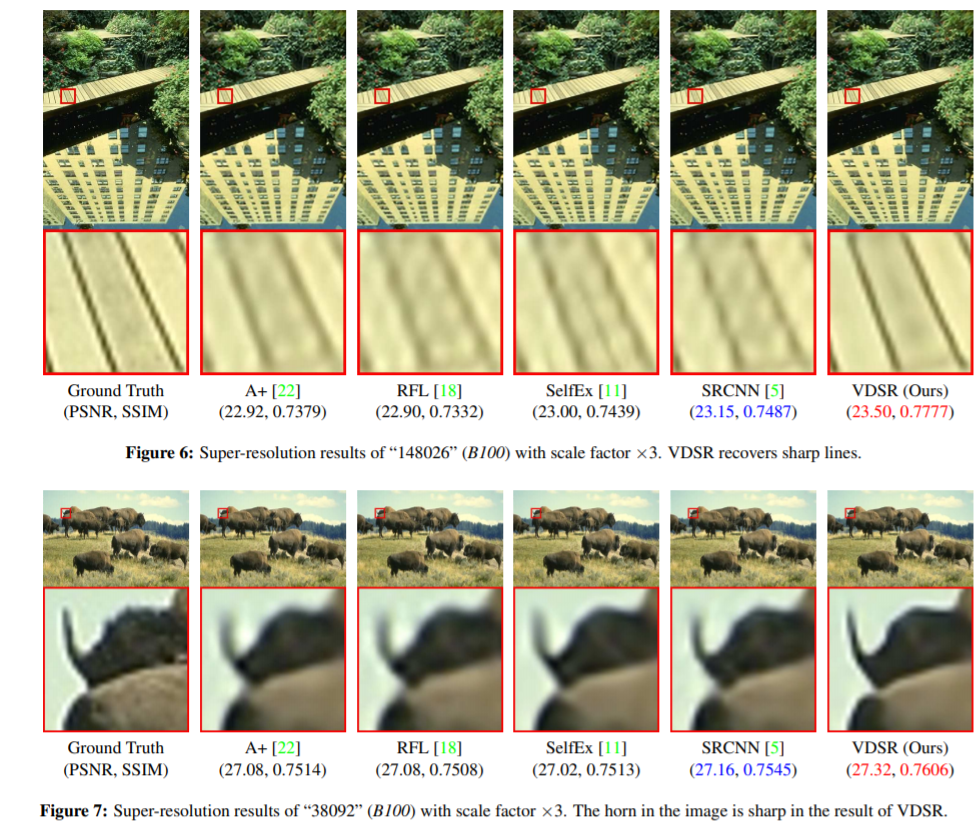 Ground Truth
(PSNR, SSIM)
A+ [22]
(22.92, 0.7379)
RFL [18]
(22.90, 0.7332)
SelfEx [11]
(23.00, 0.7439)
SRCNN [5]
(23.15, 0.7487)
VDSR (Ours)
(23.50, 0.7777)
Figure 6: Super-resolution results of “148026” (B100) with scale factor ×3. VDSR recovers sharp lines.
Ground Truth
(PSNR, SSIM)
A+ [22]
(27.08, 0.7514)
RFL [18]
(27.08, 0.7508)
SelfEx [11]
(27.02, 0.7513)
SRCNN [5]
(27.16, 0.7545)
VDSR (Ours)
(27.32, 0.7606)
Figure 7: Super-resolution results of “38092” (B100) with scale factor ×3. The horn in the image is sharp in the result of VDSR.